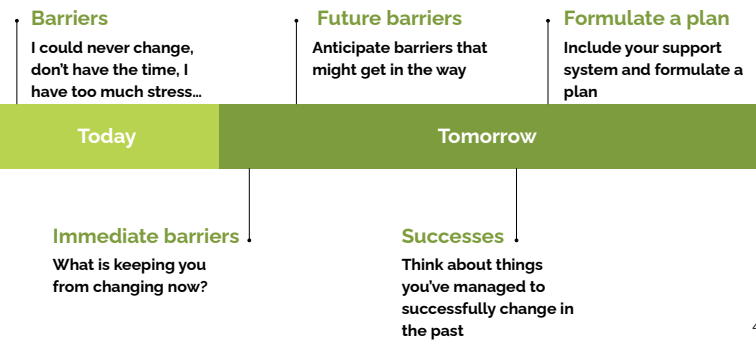 Barriers
I could never change,
don't have the time, I
have too much stress...
Future barriers
Anticipate barriers that
might get in the way
Formulate a plan
Include your support
system and formulate a
plan
Today
Tomorrow
Immediate barriers
What is keeping you
from changing now?
Successes
Think about things
you've managed to
successfully change in
the past